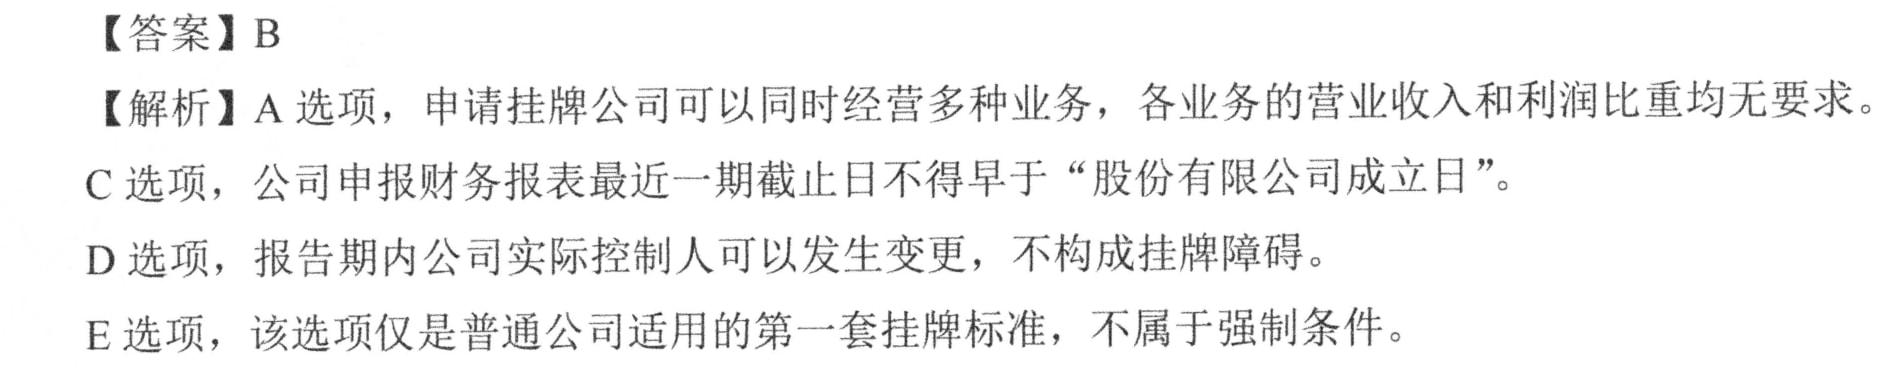 【答案】B
【解析】A 选项，申请挂牌公司可以同时经营多种业务，各业务的营业收入和利润比重均无要求。
C 选项，公司申报财务报表最近一期截止日不得早于“股份有限公司成立日”。
D 选项，报告期内公司实际控制人可以发生变更，不构成挂牌障碍。
E 选项，该选项仅是普通公司适用的第一套挂牌标准，不属于强制条件。